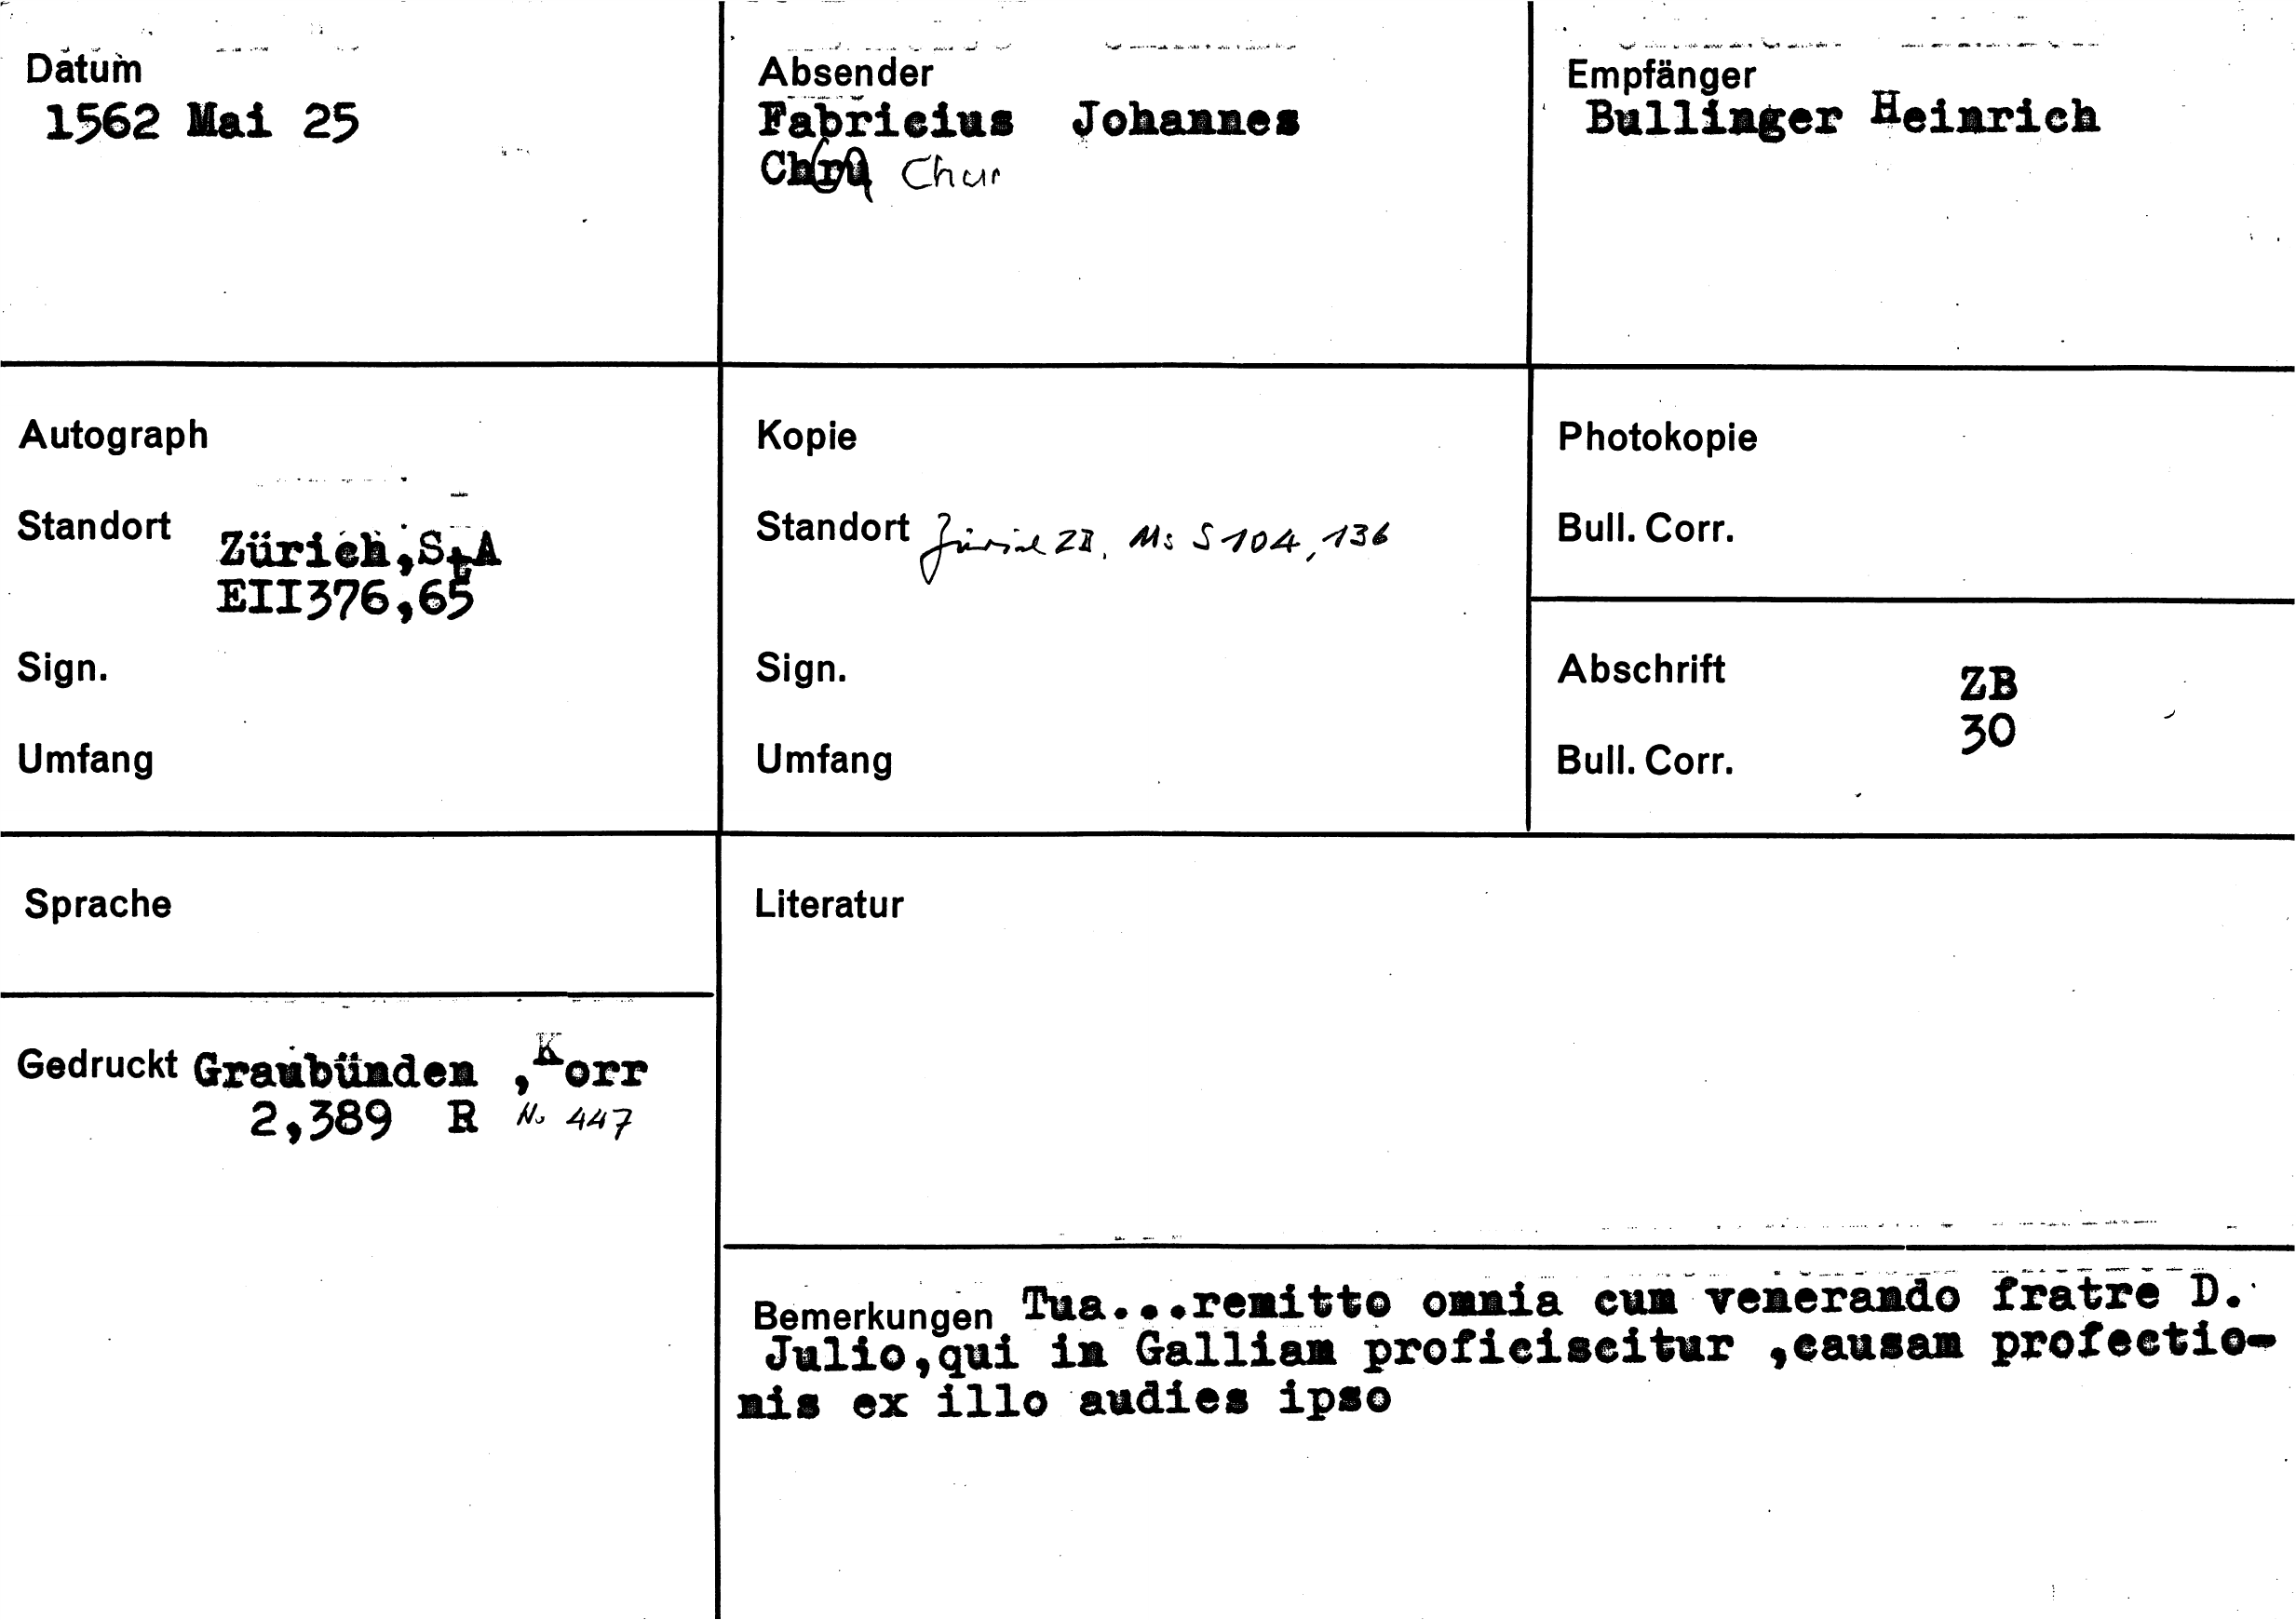 Datum
1562 Mai 25
Absender
Fabricius Johannes
Chur
Empfänger
Bullinger Heinrich
Autograph
Standort Zürich,StA
EII376,65
Sign.
Umfang
Kopie
Standort Zürich ZB, Ms S 104, 136
Sign.
Umfang
Photokopie
Bull. Corr.
Abschrift ZB
30
Bull. Corr.
Sprache
Literatur
Gedruckt Graubünden ,Korr
2,389 R No 447
Bemerkungen Tua...remitto omnia cum venerando fratre D.
Julio,qui in Galliam proficiscitur ,causam profectio-
nis ex illo audies ipso